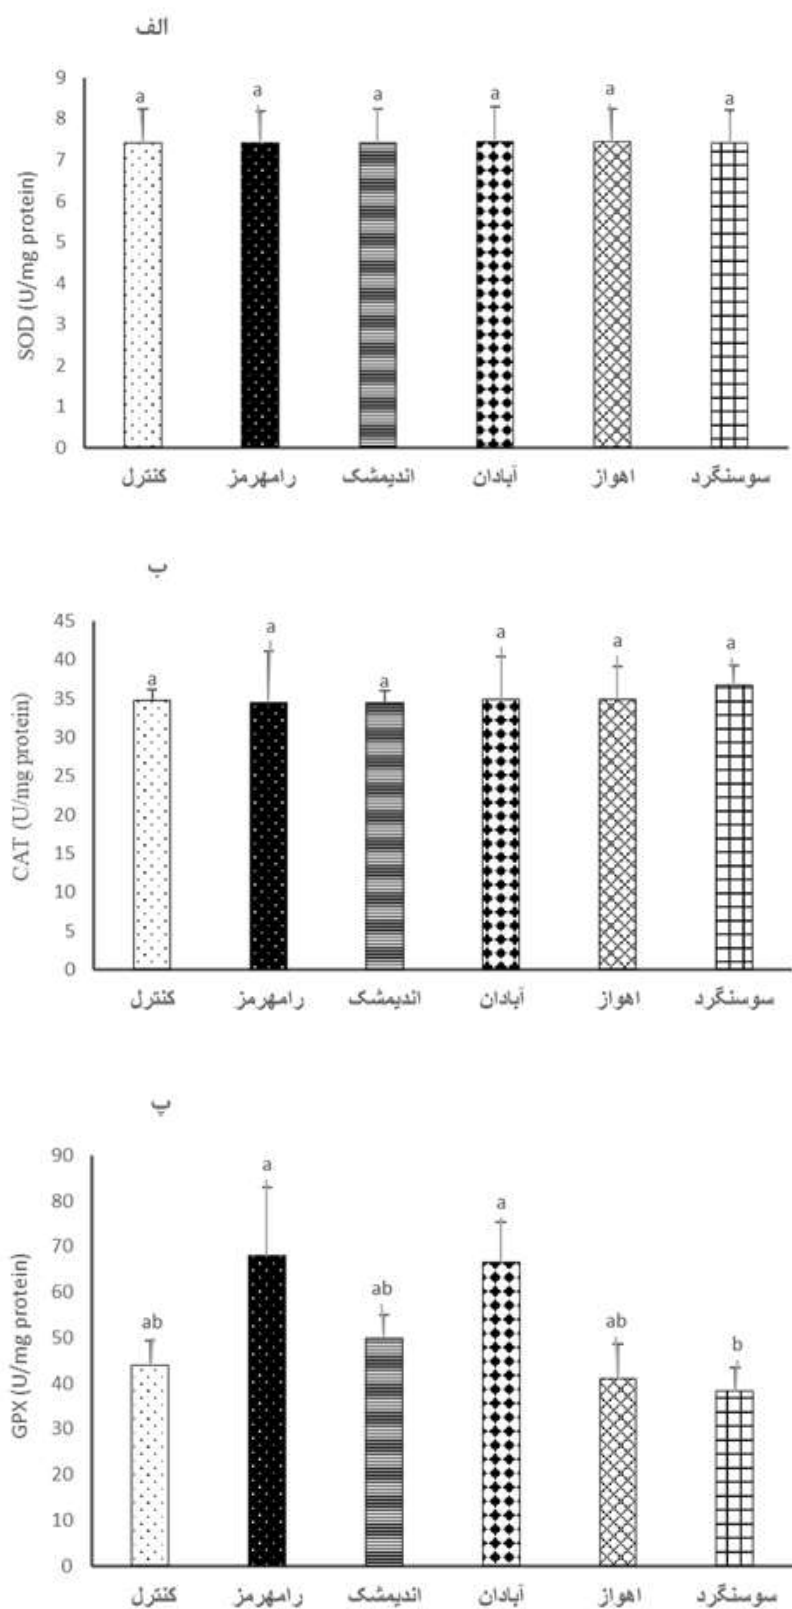 الف
9
8
7
6
5
4
3
2
1
0
SOD (U/mg protein)
a a a a a a
کنترل رامهرمز اندیمشک آبادان اهواز سوسنگرد
ب
45
40
35
30
25
20
15
10
5
0
CAT (U/mg protein)
a a a a a a
کنترل رامهرمز اندیمشک آبادان اهواز سوسنگرد
پ
90
80
70
60
50
40
30
20
10
0
GPX (U/mg protein)
ab a ab a ab b
کنترل رامهرمز اندیمشک آبادان اهواز سوسنگرد